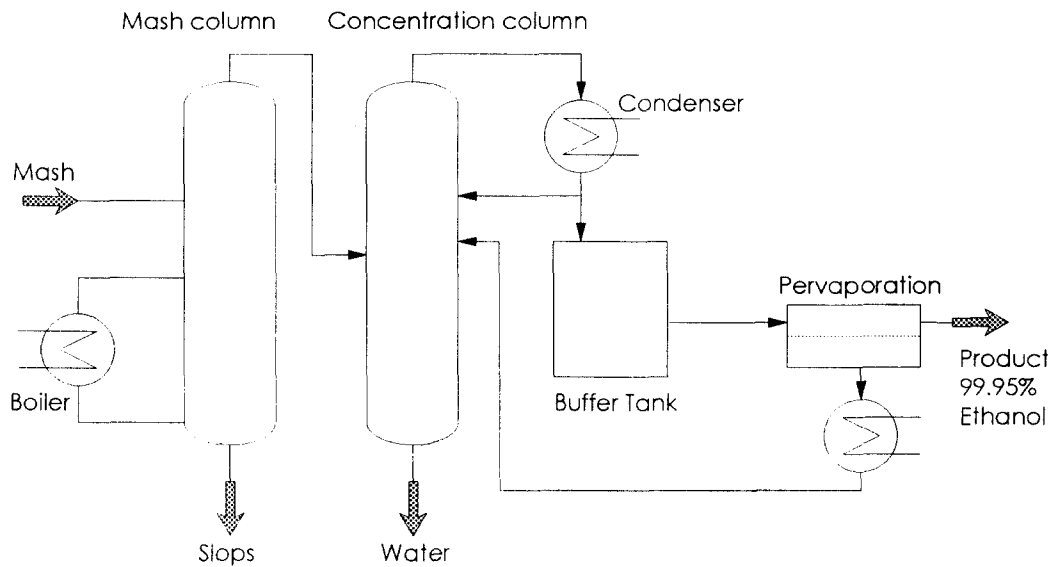 Mash column
Concentration column
Condenser
Mash
Pervaporation
Boiler
Buffer Tank
Product
99.95%
Ethanol
Slops
Water